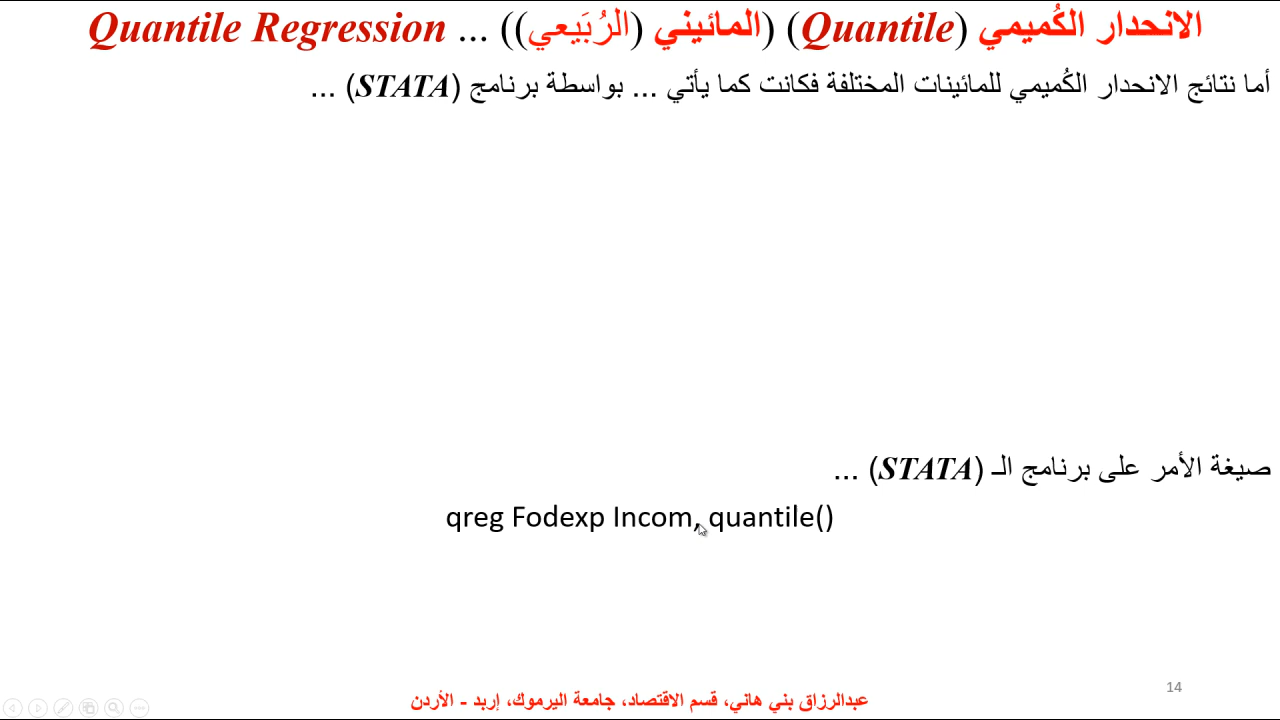 الانحدار الكُميمي (Quantile) (المائيني (الرُبَيعي)) ... Quantile Regression
أما نتائج الانحدار الكُميمي للمائينات المختلفة فكانت كما يأتي ... بواسطة برنامج (STATA) ...
صيغة الأمر على برنامج الـ (STATA) ...
qreg Fodexp Incom, quantile()
14
عبدالرزاق بني هاني، قسم الاقتصاد، جامعة اليرموك، إربد - الأردن